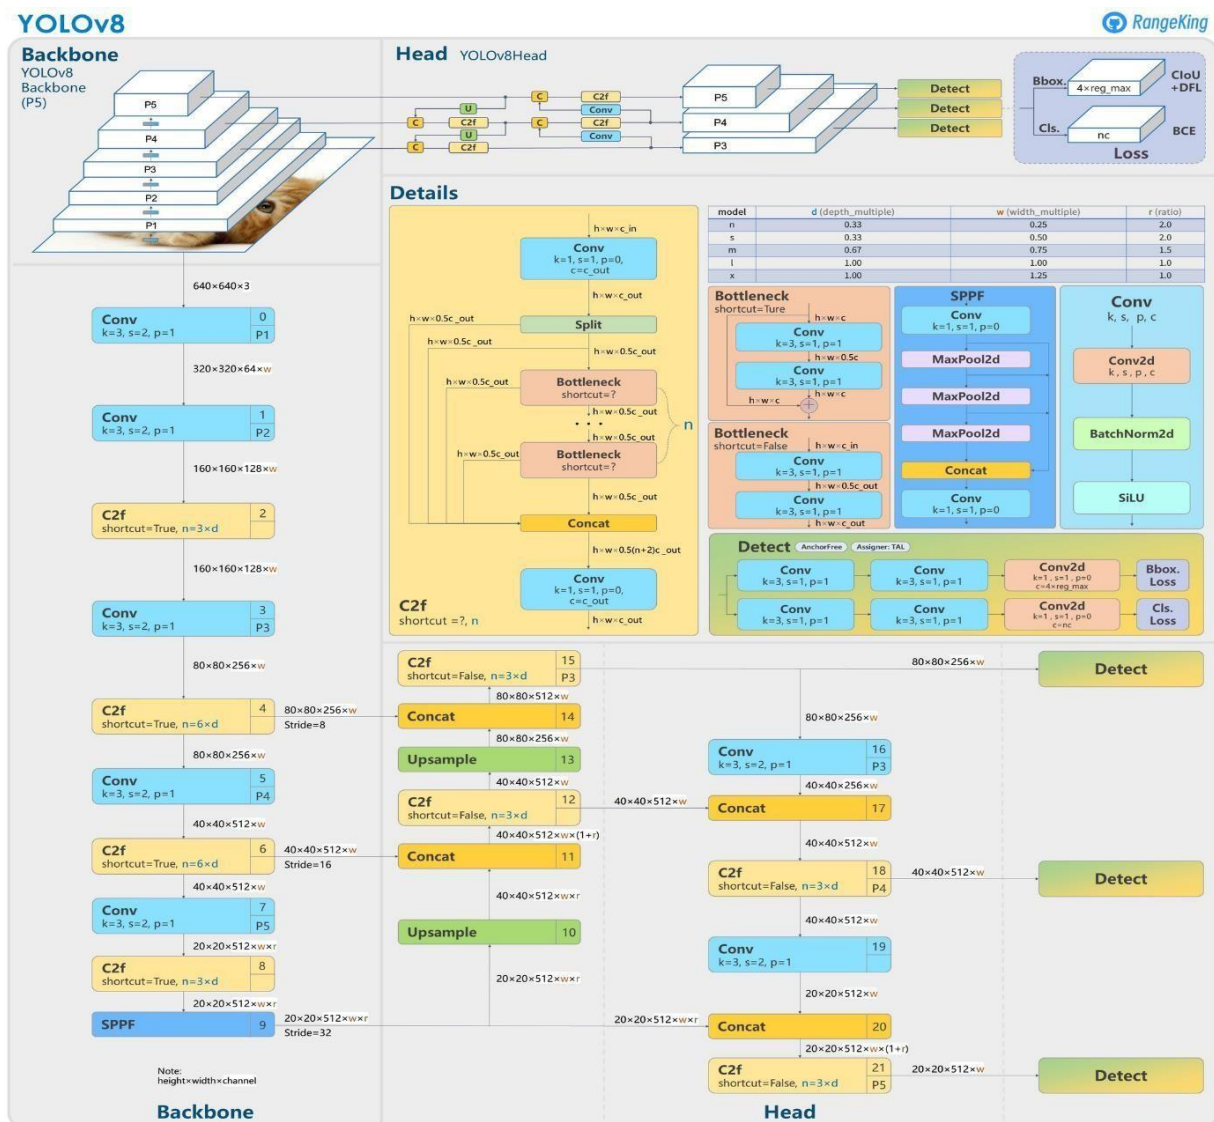 YOLOv8
RangeKing
Backbone
YOLOv8
Backbone
(P5)
P5
P4
P3
P2
P1
Head YOLOv8Head
C
C2f
U
Conv
C
C2f
C
C2f
U
Conv
C
C2f
P5
P4
P3
Detect
Detect
Detect
Bbox.
4×reg_max
CIoU
+DFL
Cls.
nc
BCE
Loss
Details
h×w×c_in
Conv
k=1, s=1, p=0,
c=c_out
h×w×c_out
h×w×0.5c_out
Split
h×w×0.5c_out
h×w×0.5c_out
h×w×0.5c_out
Bottleneck
shortcut=?
h×w×0.5c_out
• • •
n
h×w×0.5c_out
h×w×0.5c_out
Bottleneck
shortcut=?
h×w×0.5c_out
Concat
h×w×0.5(n+2)c_out
Conv
k=1, s=1, p=0,
c=c_out
C2f
shortcut =?, n
h×w×c_out
model d (depth_multiple) w (width_multiple) r (ratio)
n 0.33 0.25 2.0
s 0.33 0.50 2.0
m 0.67 0.75 1.5
l 1.00 1.00 1.0
x 1.00 1.25 1.0
Bottleneck
shortcut=Ture
h×w×c
Conv
k=3, s=1, p=1
h×w×0.5c
Conv
k=3, s=1, p=1
h×w×c
h×w×c
+
Bottleneck
shortcut=False
h×w×c_in
Conv
k=3, s=1, p=1
h×w×0.5c_out
Conv
k=3, s=1, p=1
h×w×c_out
SPPF
Conv
k=1, s=1, p=0
MaxPool2d
MaxPool2d
MaxPool2d
Concat
Conv
k=1, s=1, p=0
Conv
k, s, p, c
Conv2d
k, s, p, c
BatchNorm2d
SiLU
Detect AnchorFree Assigner: TAL
Conv
k=3, s=1, p=1
Conv
k=3, s=1, p=1
Conv2d
k=1, s=1, p=0
c=4×reg_max
Bbox.
Loss
Conv
k=3, s=1, p=1
Conv
k=3, s=1, p=1
Conv2d
k=1, s=1, p=0
c=nc
Cls.
Loss
640×640×3
Conv 0
k=3, s=2, p=1 P1
320×320×64×w
Conv 1
k=3, s=2, p=1 P2
160×160×128×w
C2f 2
shortcut=True, n=3×d
160×160×128×w
Conv 3
k=3, s=2, p=1 P3
80×80×256×w
C2f 4
shortcut=True, n=6×d
80×80×256×w
Stride=8
80×80×256×w
Conv 5
k=3, s=2, p=1 P4
40×40×512×w
C2f 6
shortcut=True, n=6×d
40×40×512×w
Stride=16
40×40×512×w
Conv 7
k=3, s=2, p=1 P5
20×20×512×w×r
C2f 8
shortcut=True, n=3×d
20×20×512×w×r
SPPF 9
20×20×512×w×r
Stride=32
Note:
height×width×channel
Backbone
C2f 15
shortcut=False, n=3×d P3
80×80×512×w
Concat 14
80×80×256×w
Upsample 13
40×40×512×w
C2f 12
shortcut=False, n=3×d
40×40×512×w
40×40×512×w×(1+r)
Concat 11
40×40×512×w×r
Upsample 10
20×20×512×w×r
80×80×256×w
Detect
80×80×256×w
Conv 16
k=3, s=2, p=1 P3
40×40×256×w
Concat 17
40×40×512×w
C2f 18
shortcut=False, n=3×d P4
40×40×512×w
Detect
40×40×512×w
Conv 19
k=3, s=2, p=1
20×20×512×w
20×20×512×w×r
Concat 20
20×20×512×w×(1+r)
C2f 21
shortcut=False, n=3×d P5
20×20×512×w
Detect
Head